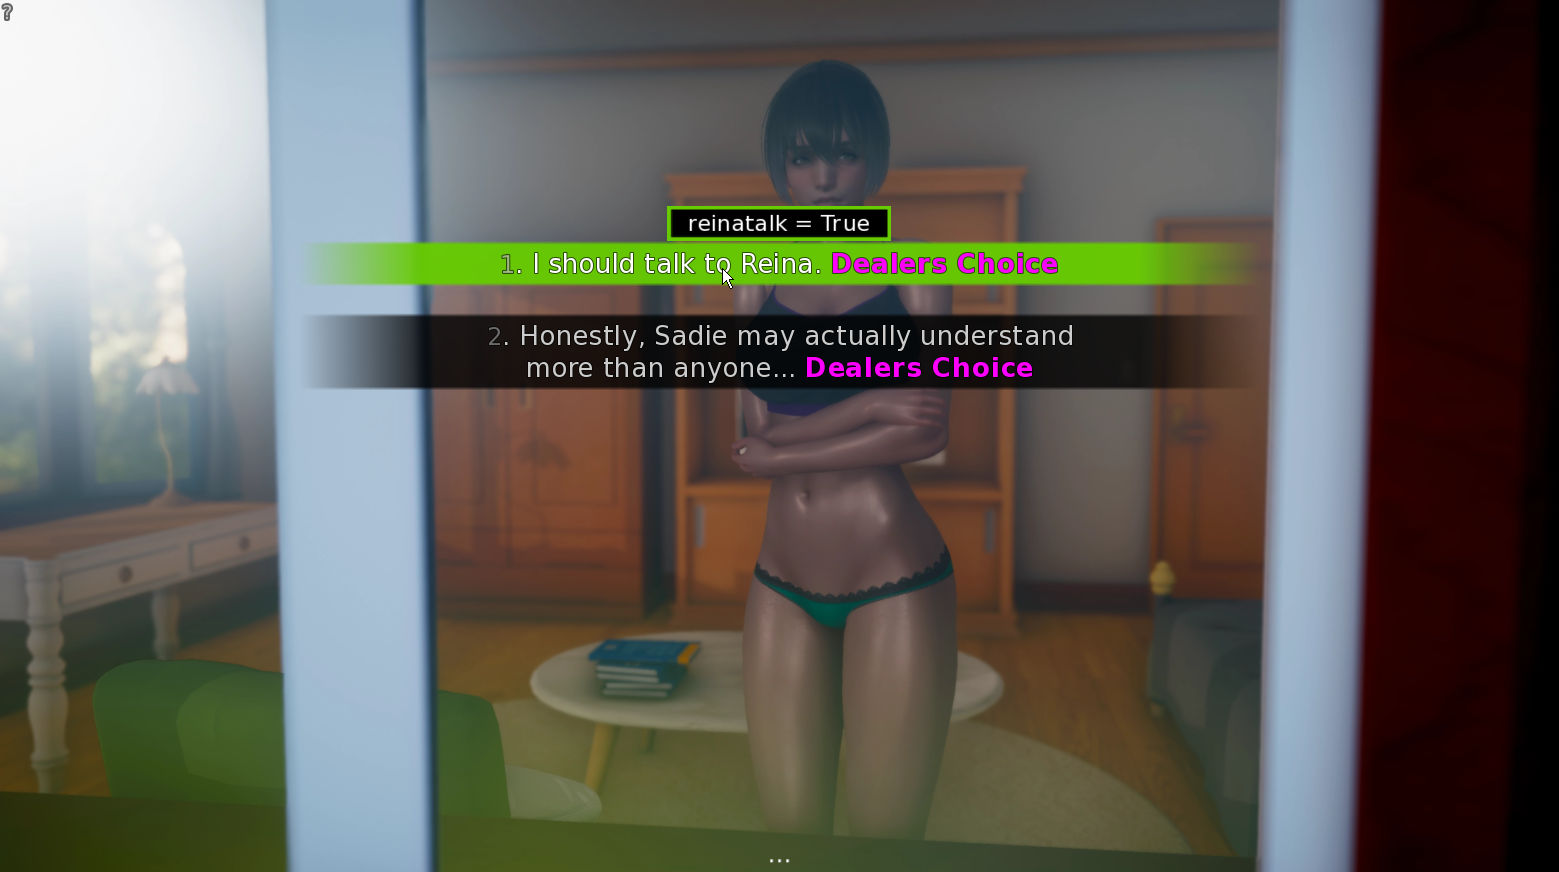 ?
reinatalk = True
1. I should talk to Reina. Dealers Choice
2. Honestly, Sadie may actually understand
more than anyone... Dealers Choice
...